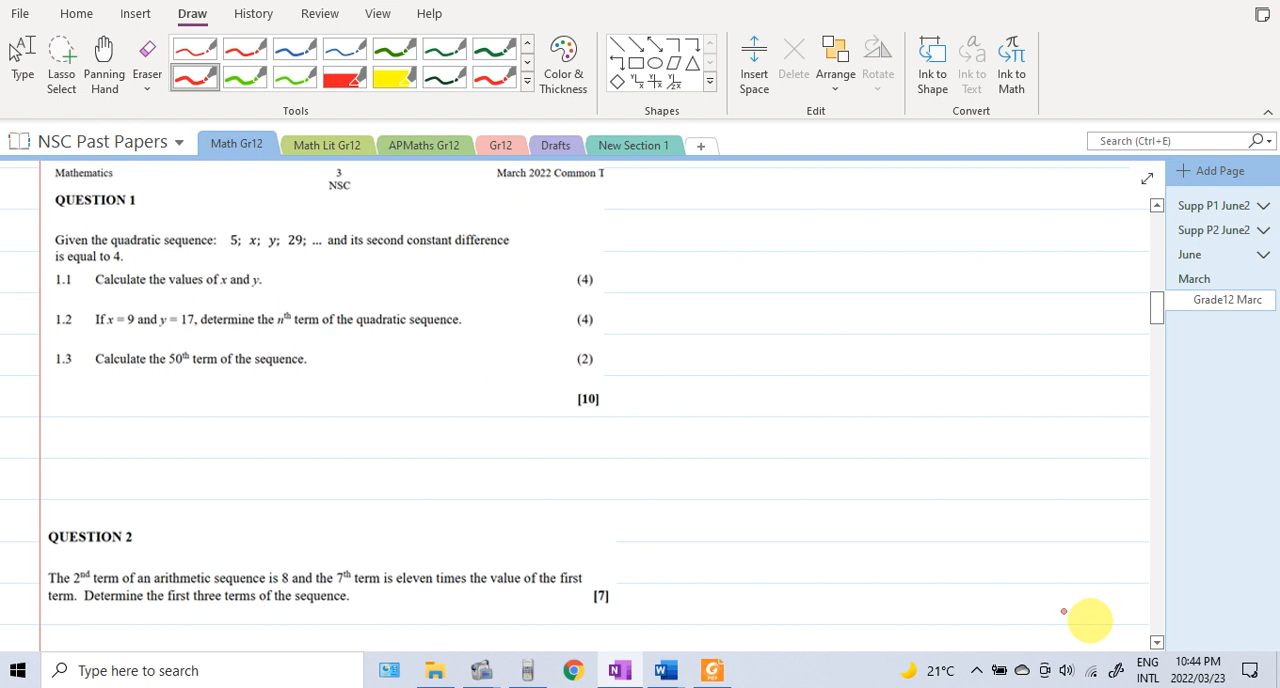 File Home Insert Draw History Review View Help
Type
Lasso Select
Panning Hand
Eraser
Color & Thickness
Insert Space
Delete
Arrange
Rotate
Ink to Shape
Ink to Text
Ink to Math
Tools Shapes Edit Convert
NSC Past Papers Math Gr12 Math Lit Gr12 APMaths Gr12 Gr12 Drafts New Section 1 +
Search (Ctrl+E)
+ Add Page
Supp P1 June2
Supp P2 June2
June
March
Grade12 Marc
Mathematics 3 March 2022 Common T
NSC
QUESTION 1
Given the quadratic sequence: 5; x; y; 29; ... and its second constant difference
is equal to 4.
1.1 Calculate the values of x and y. (4)
1.2 If x = 9 and y = 17, determine the nth term of the quadratic sequence. (4)
1.3 Calculate the 50th term of the sequence. (2)
[10]
QUESTION 2
The 2nd term of an arithmetic sequence is 8 and the 7th term is eleven times the value of the first
term. Determine the first three terms of the sequence. [7]
Type here to search
21°C
ENG
INTL
10:44 PM
2022/03/23